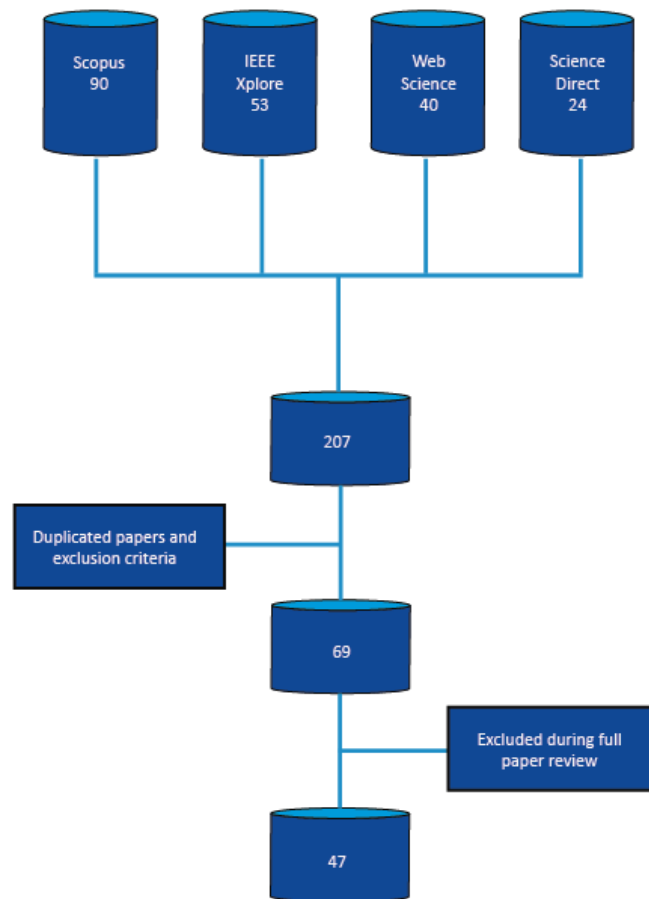 Scopus
90
IEEE
Xplore
53
Web
Science
40
Science
Direct
24
207
Duplicated papers and
exclusion criteria
69
Excluded during full
paper review
47